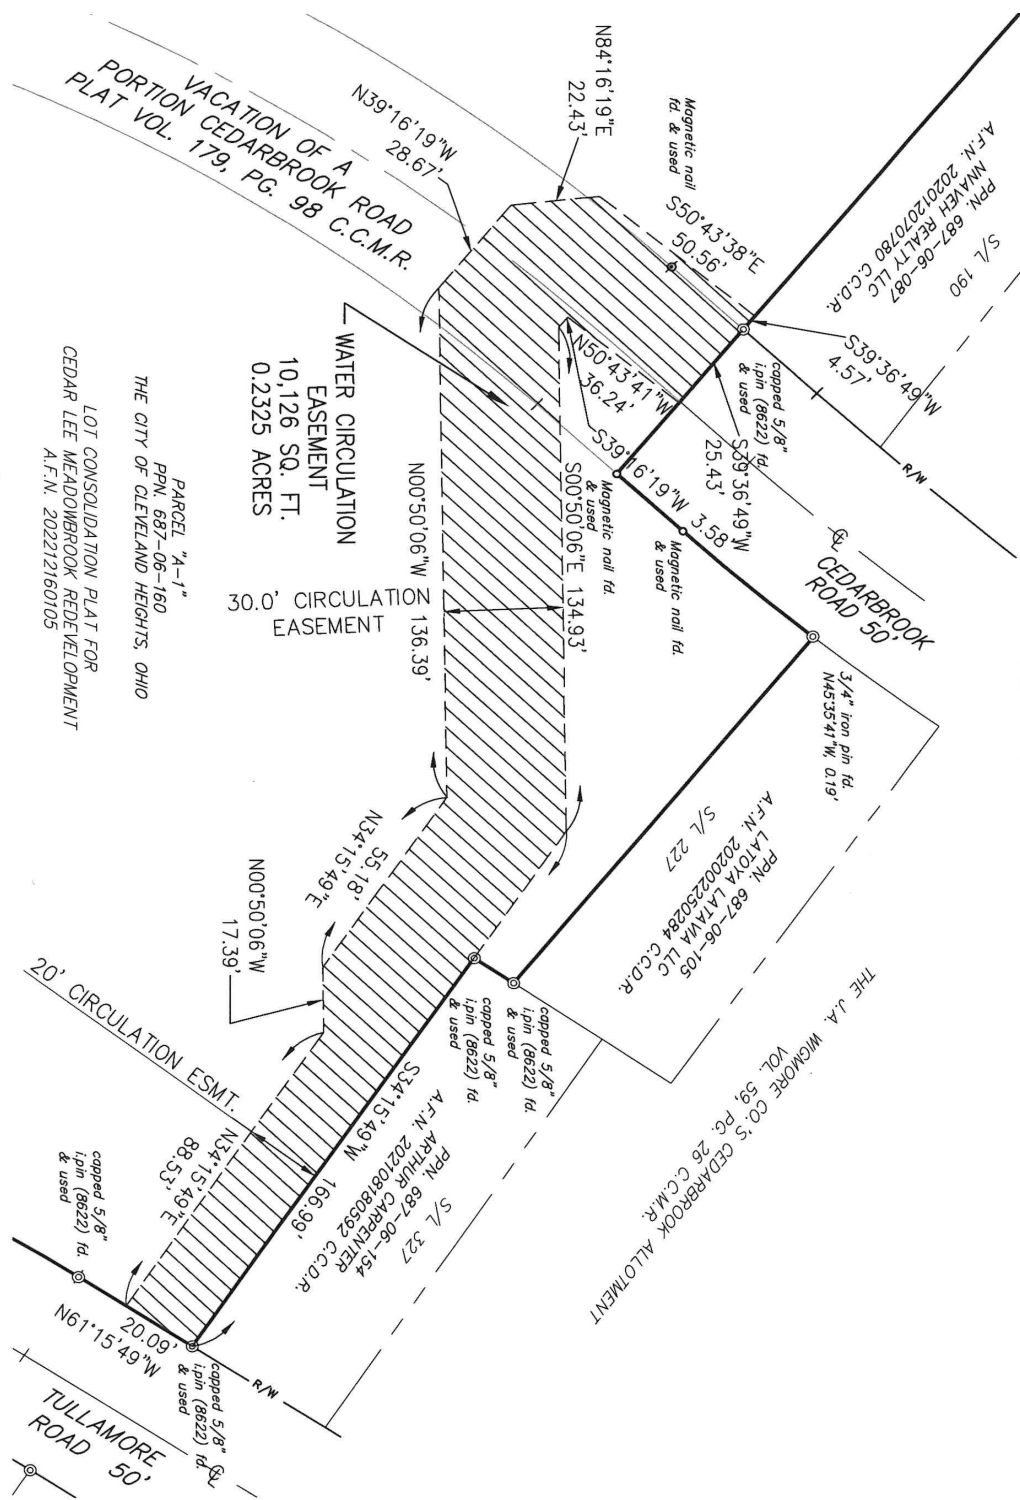 VACATION OF A
PORTION CEDARBROOK ROAD
PLAT VOL. 179, PG. 98 C.C.M.R.
N39°16'19"W
28.67'
N84°16'19"E
22.43'
Magnetic nail
fd. & used
S50°43'38"E
50.56'
S/L 190
PPN. 687-06-087
NNAVEH REALTY LLC
A.F.N. 202012070780 C.C.D.R.
S39°36'49"W
4.57'
capped 5/8"
i.pin (8622) fd.
& used
S39°36'49"W
25.43'
R/W
N50°43'41"W
36.24'
S39°16'19"W 3.58'
Magnetic nail fd.
& used
Magnetic nail fd.
& used
℄
CEDARBROOK
ROAD 50'
3/4" iron pin fd.
N45°35'41"W, 0.19'
WATER CIRCULATION
EASEMENT
10,126 SQ. FT.
0.2325 ACRES
N00°50'06"W 136.39'
S00°50'06"E 134.93'
30.0' CIRCULATION
EASEMENT
PARCEL "A-1"
PPN. 687-06-160
THE CITY OF CLEVELAND HEIGHTS, OHIO
LOT CONSOLIDATION PLAT FOR
CEDAR LEE MEADOWBROOK REDEVELOPMENT
A.F.N. 202212160105
S/L 227
PPN. 687-06-105
LATOYA LATAVIA LLC
A.F.N. 202002250284 C.C.D.R.
THE J.A. WIGMORE CO.'S CEDARBROOK ALLOTMENT
VOL. 59, PG. 26 C.C.M.R.
N34°15'49"E
55.18'
N00°50'06"W
17.39'
20' CIRCULATION ESMT.
capped 5/8"
i.pin (8622) fd.
& used
capped 5/8"
i.pin (8622) fd.
& used
S34°15'49"W 166.99'
S/L 327
PPN. 687-06-154
ARTHUR CARPENTER
A.F.N. 202108180592 C.C.D.R.
N34°15'49"E
88.53'
capped 5/8"
i.pin (8622) fd.
& used
20.09'
N61°15'49"W
capped 5/8"
i.pin (8622) fd.
& used
R/W
℄
TULLAMORE
ROAD 50'